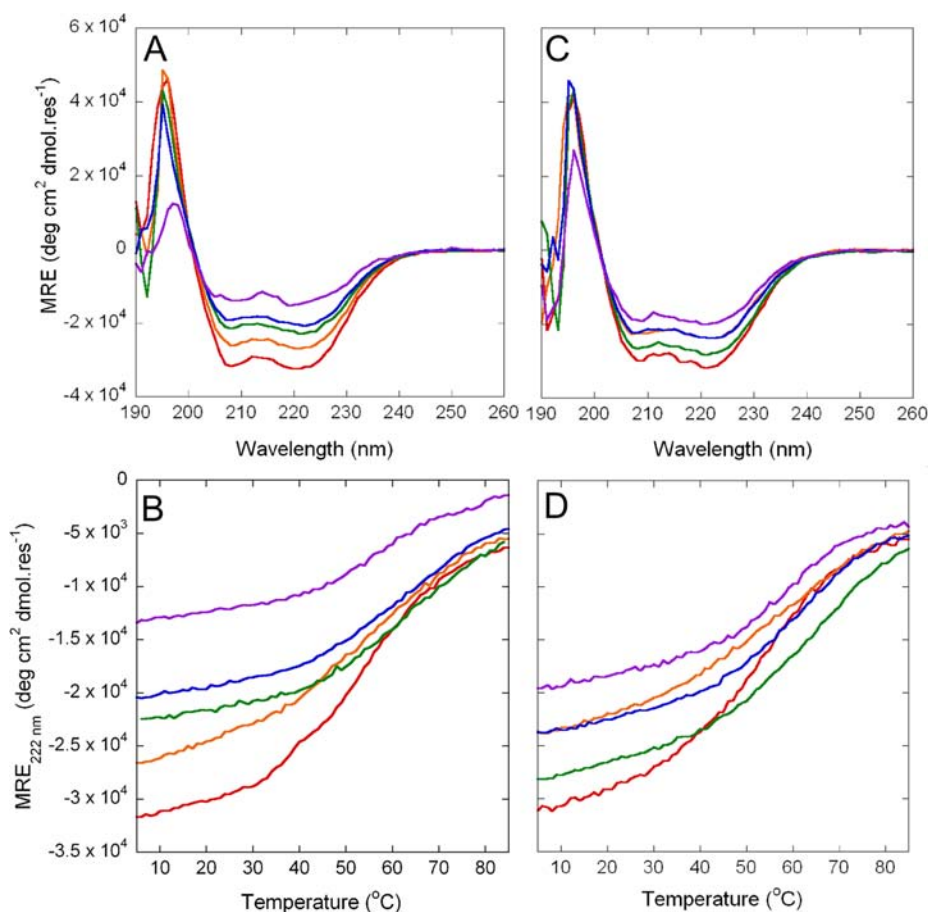 A
C
6 x 10⁴
4 x 10⁴
2 x 10⁴
0
-2 x 10⁴
-4 x 10⁴
MRE (deg cm² dmol.res⁻¹)
190 200 210 220 230 240 250 260
190 200 210 220 230 240 250 260
Wavelength (nm)
Wavelength (nm)
B
D
0
-5 x 10³
-1 x 10⁴
-1.5 x 10⁴
-2 x 10⁴
-2.5 x 10⁴
-3 x 10⁴
-3.5 x 10⁴
MRE₂₂₂ ₙₘ (deg cm² dmol.res⁻¹)
10 20 30 40 50 60 70 80
10 20 30 40 50 60 70 80
Temperature (°C)
Temperature (°C)